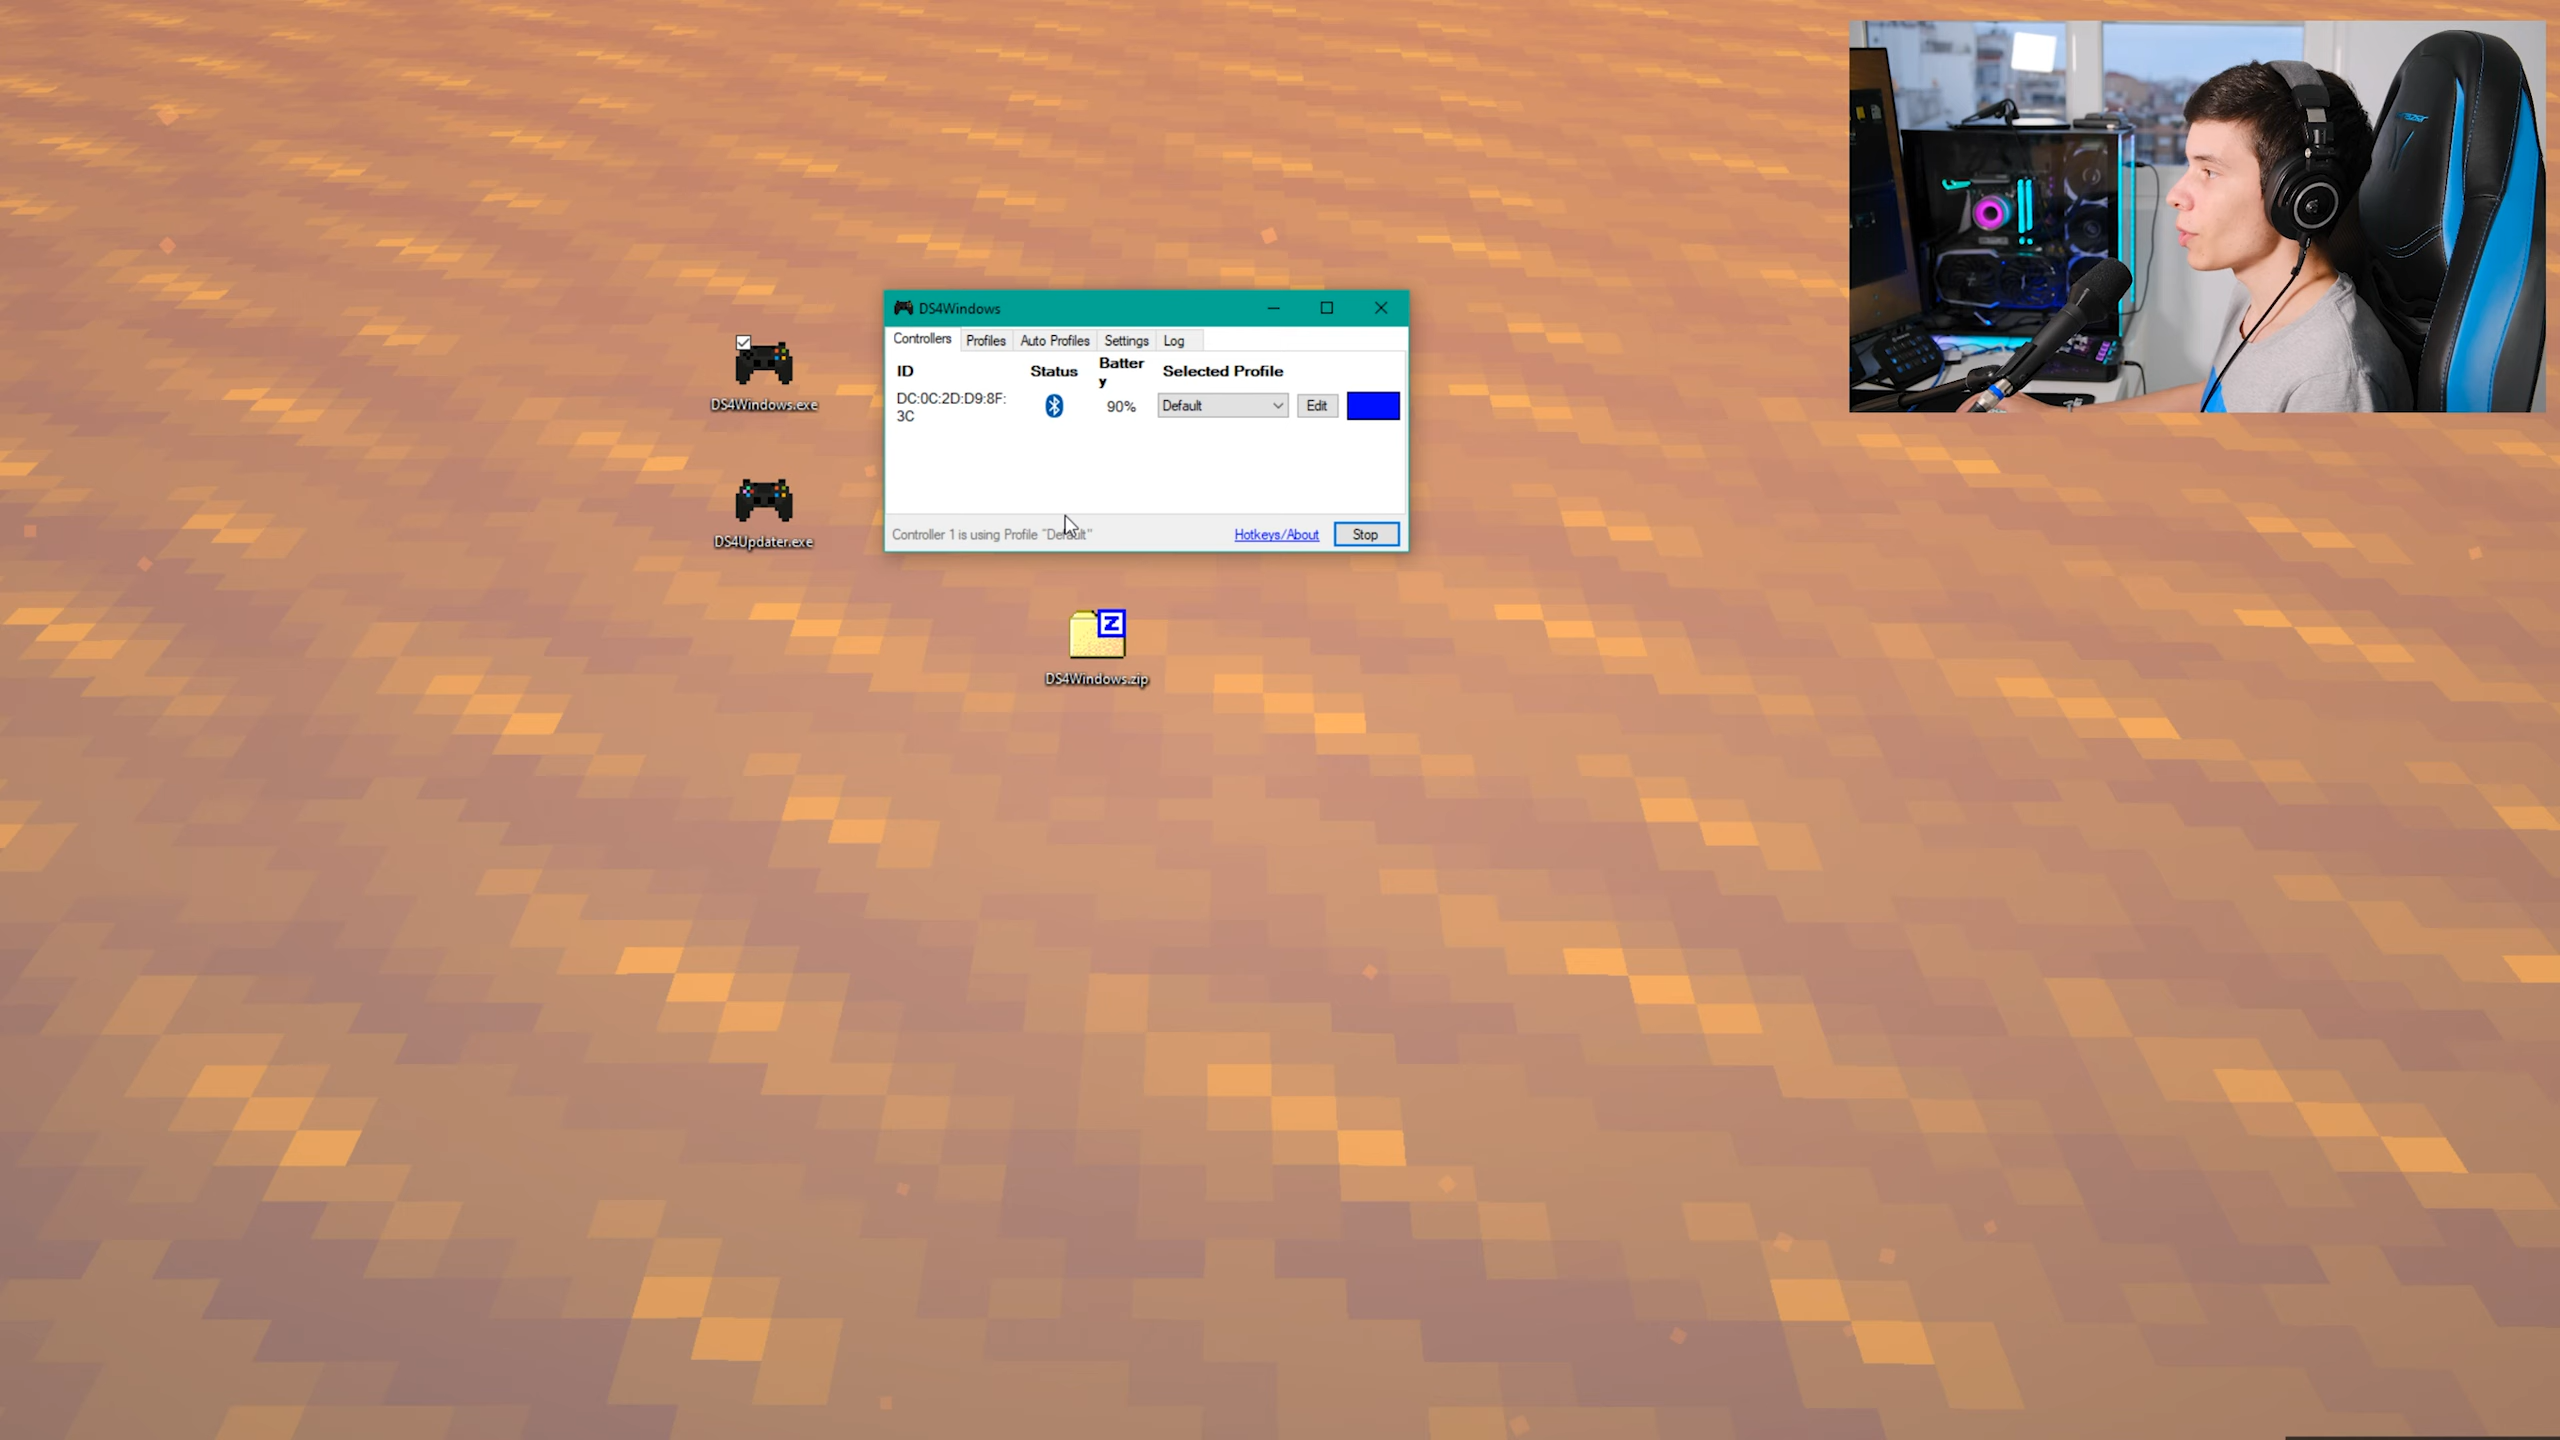 DS4Windows
Controllers Profiles Auto Profiles Settings Log
ID Status Batter
y Selected Profile
DC:0C:2D:D9:8F:
3C 90% Default Edit
Controller 1 is using Profile "Default" Hotkeys/About Stop
DS4Windows.exe
DS4Updater.exe
Z
DS4Windows.zip